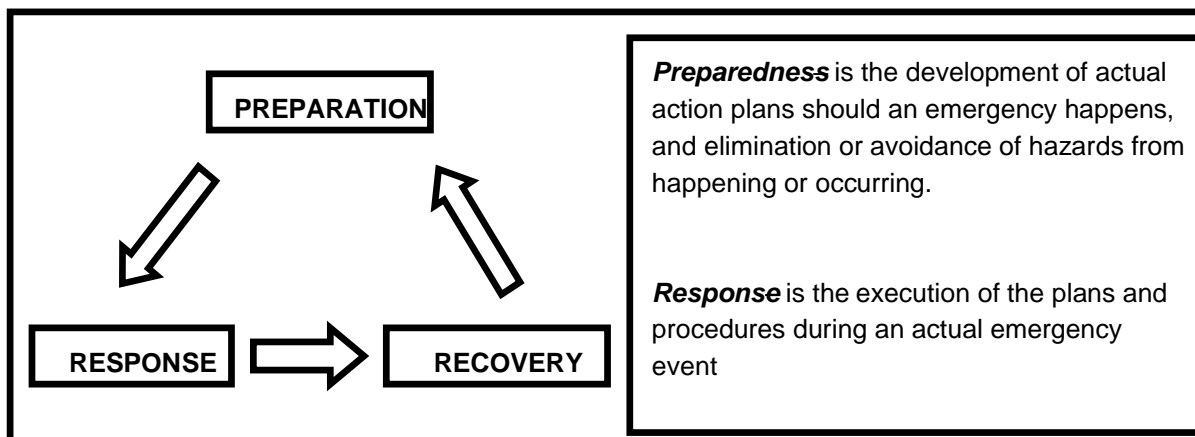 PREPARATION
RESPONSE
RECOVERY
Preparedness is the development of actual
action plans should an emergency happens,
and elimination or avoidance of hazards from
happening or occurring.
Response is the execution of the plans and
procedures during an actual emergency
event